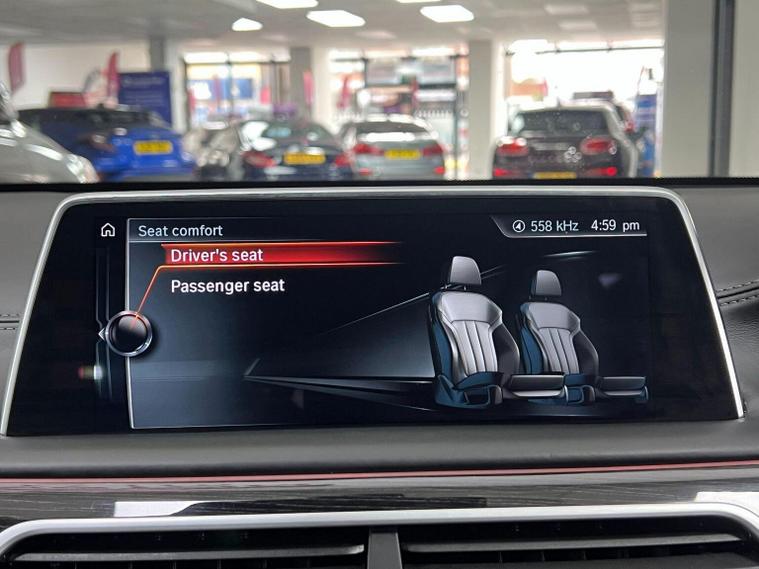 Seat comfort
558 kHz 4:59 pm
Driver's seat
Passenger seat